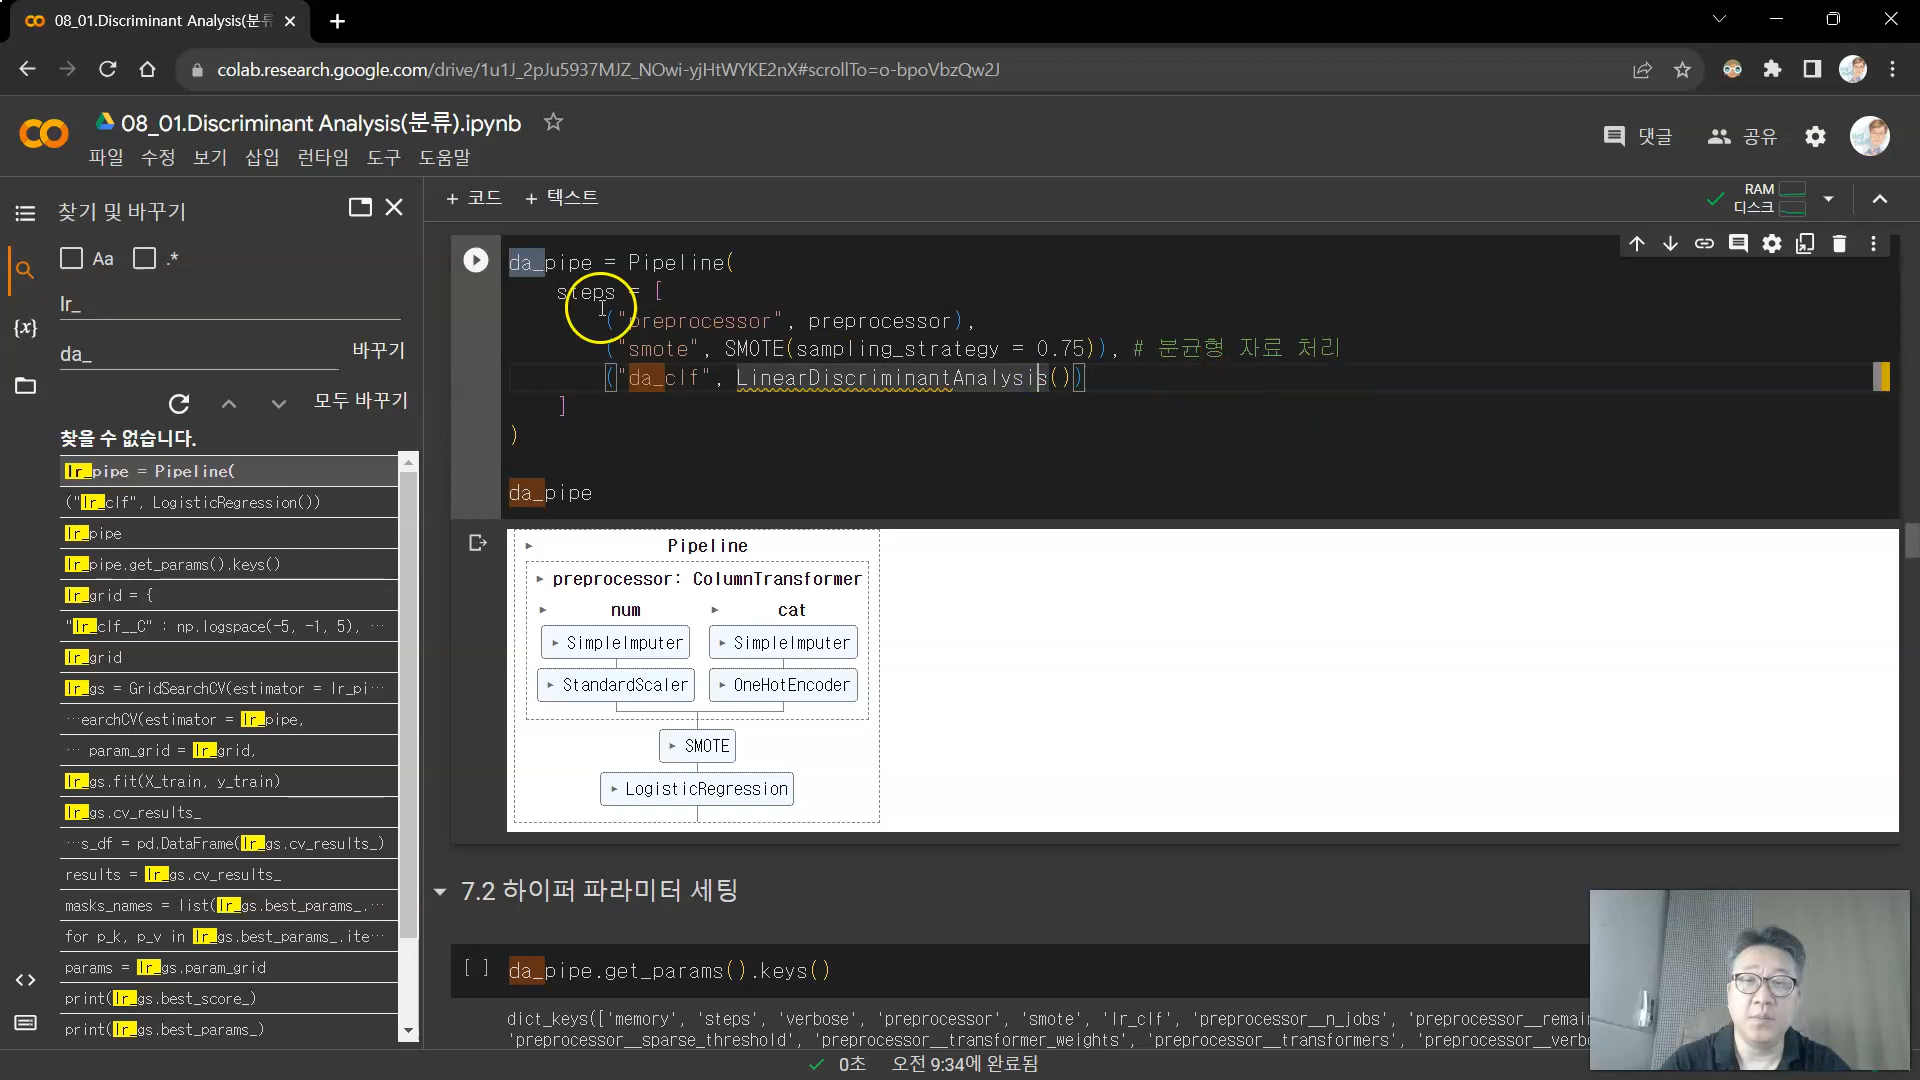 08_01.Discriminant Analysis(분류
colab.research.google.com/drive/1u1J_2pJu5937MJZ_NOwi-yjHtWYKE2nX#scrollTo=o-bpoVbzQw2J
08_01.Discriminant Analysis(분류).ipynb
댓글
공유
파일 수정 보기 삽입 런타임 도구 도움말
찾기 및 바꾸기
+ 코드 + 텍스트
RAM
디스크
Aa
.*
lr_
da_
바꾸기
모두 바꾸기
찾을 수 없습니다.
lr_pipe = Pipeline(
("lr_clf", LogisticRegression())
lr_pipe
lr_pipe.get_params().keys()
lr_grid = {
"lr_clf__C" : np.logspace(-5, -1, 5), ···
lr_grid
lr_gs = GridSearchCV(estimator = lr_pi···
···earchCV(estimator = lr_pipe,
··· param_grid = lr_grid,
lr_gs.fit(X_train, y_train)
lr_gs.cv_results_
···s_df = pd.DataFrame(lr_gs.cv_results_)
results = lr_gs.cv_results_
masks_names = list(lr_gs.best_params_.···
for p_k, p_v in lr_gs.best_params_.ite···
params = lr_gs.param_grid
print(lr_gs.best_score_)
print(lr_gs.best_params_)
{x}
<>
da_pipe = Pipeline(
steps = [
("preprocessor", preprocessor),
("smote", SMOTE(sampling_strategy = 0.75)), # 분균형 자료 처리
("da_clf", LinearDiscriminantAnalysis())
]
)
da_pipe
Pipeline
preprocessor: ColumnTransformer
num cat
SimpleImputer SimpleImputer
StandardScaler OneHotEncoder
SMOTE
LogisticRegression
7.2 하이퍼 파라미터 세팅
[ ] da_pipe.get_params().keys()
dict_keys(['memory', 'steps', 'verbose', 'preprocessor', 'smote', 'lr_clf', 'preprocessor__n_jobs', 'preprocessor__remai
'preprocessor__sparse_threshold', 'preprocessor__transformer_weights', 'preprocessor__transformers', 'preprocessor__verbo
0초 오전 9:34에 완료됨